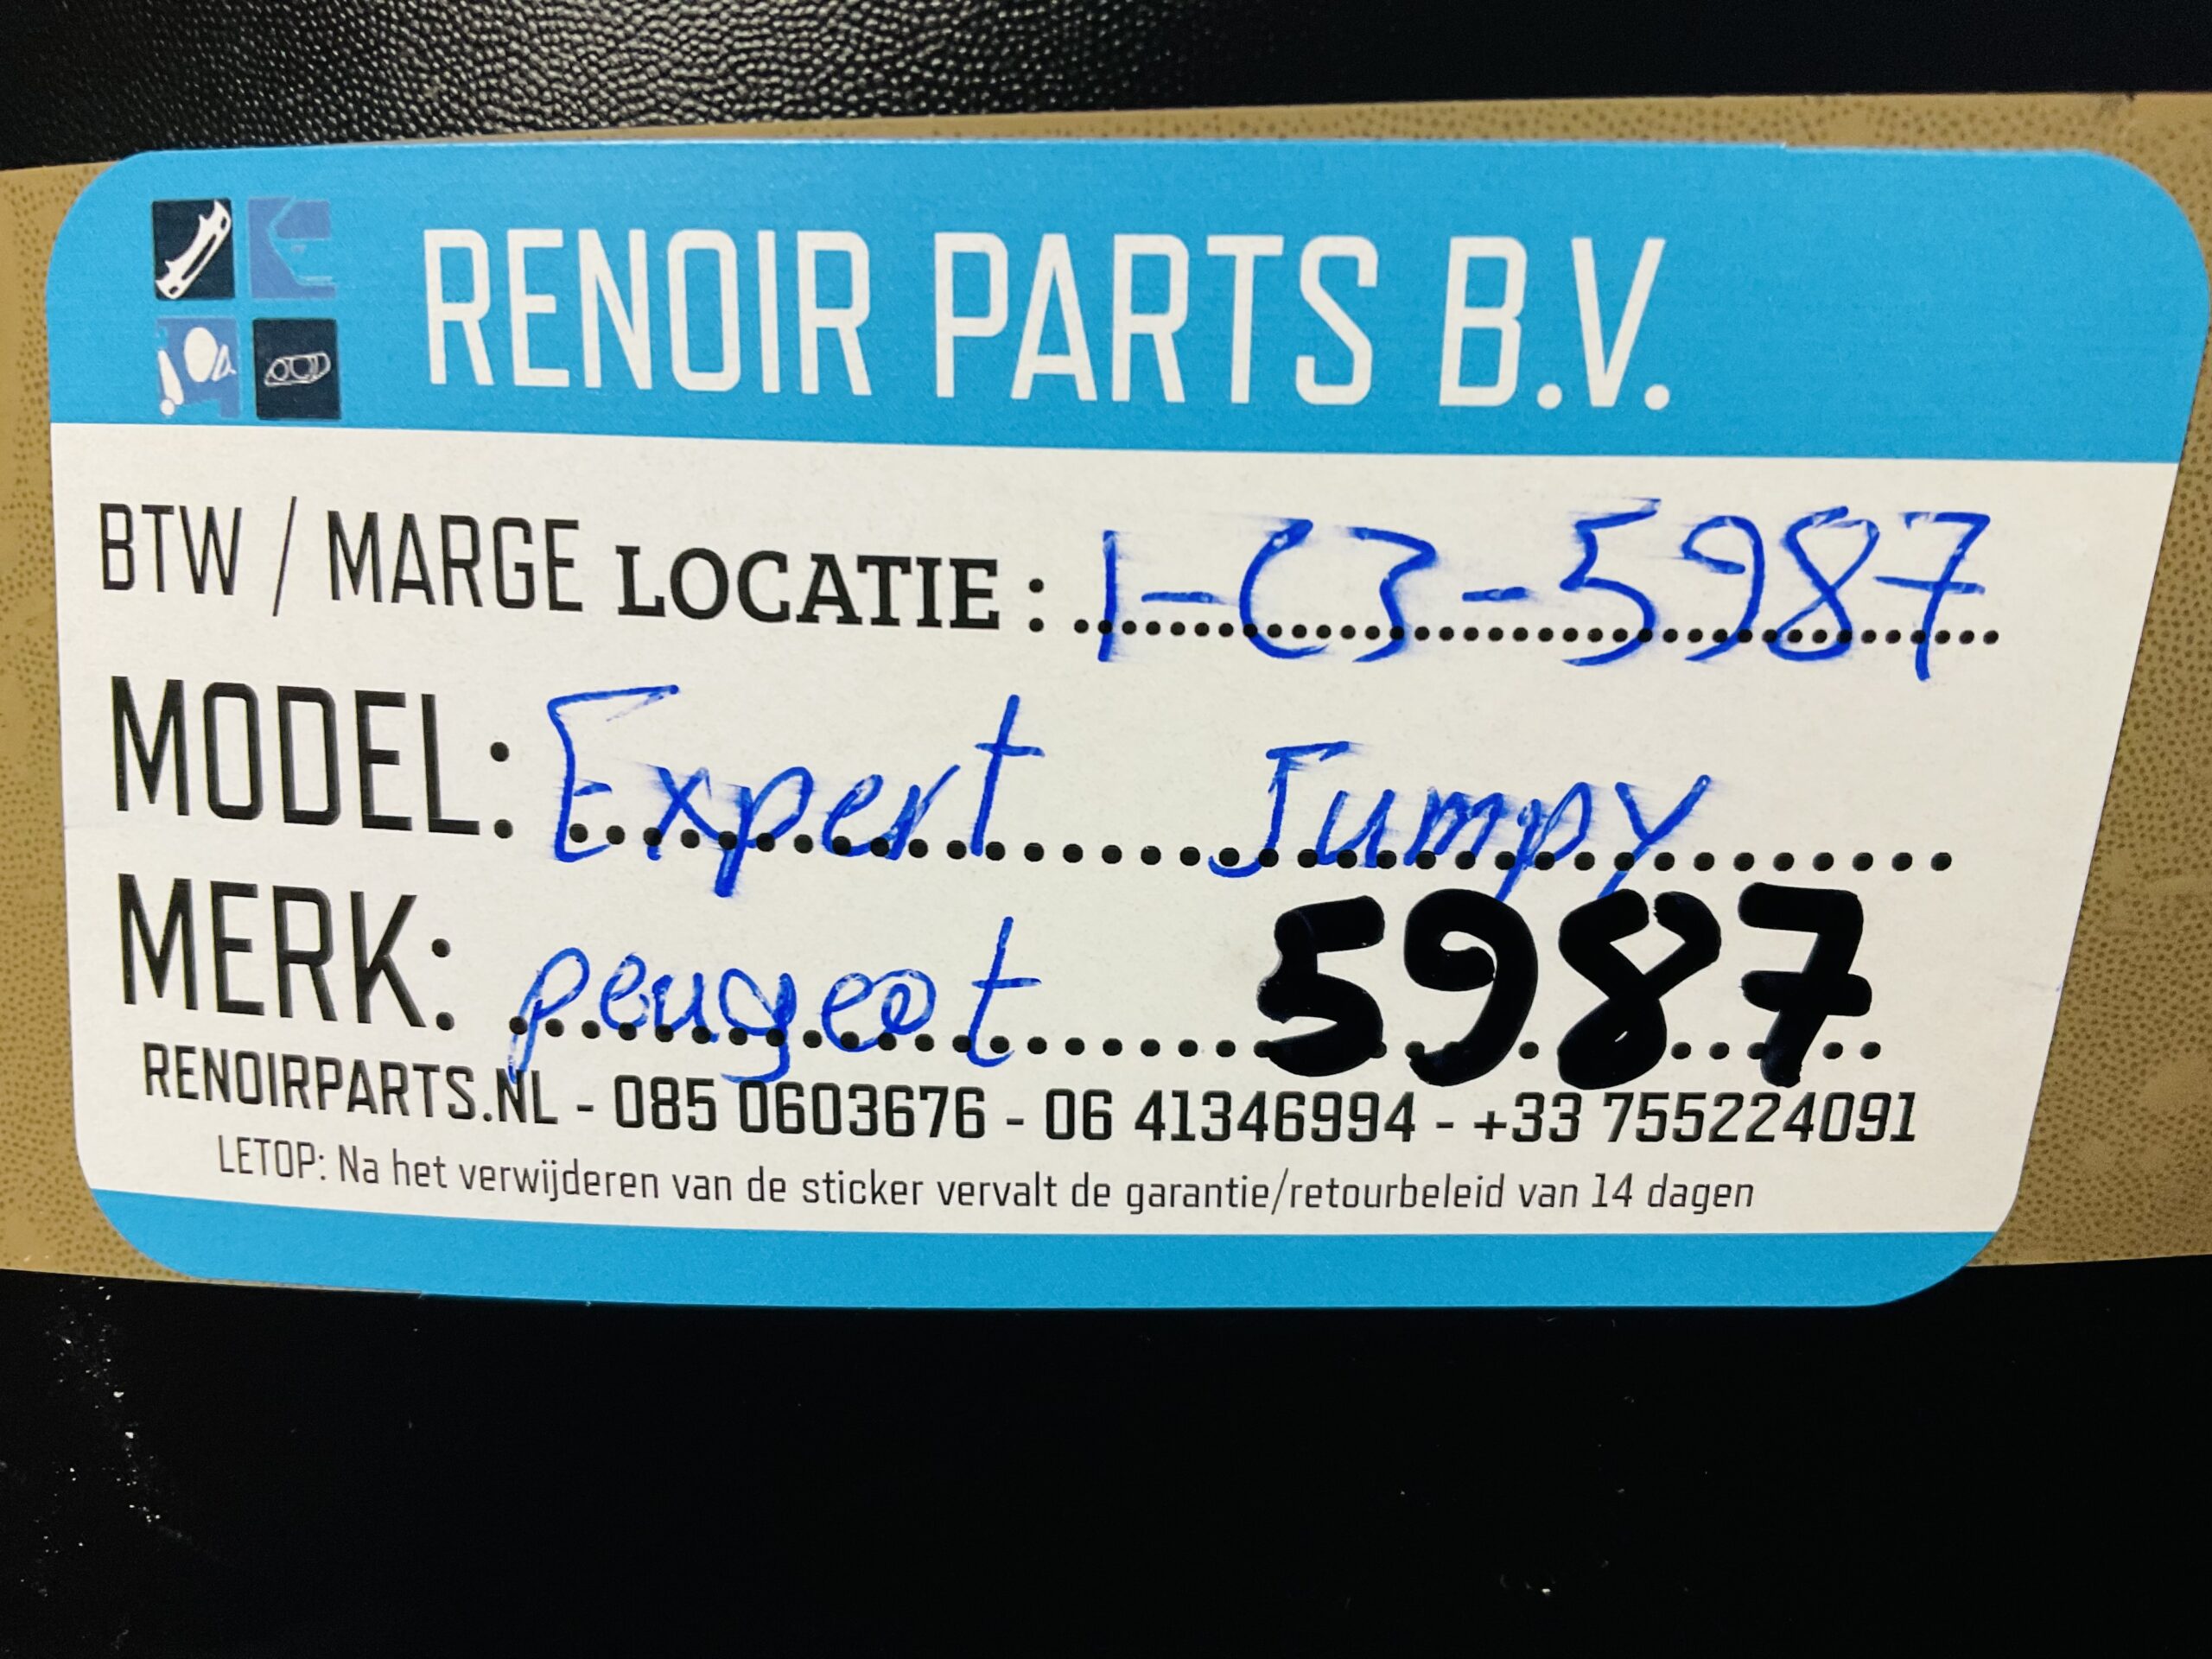 RENOIR PARTS B.V.
BTW / MARGE LOCATIE : 1-C3-5987
MODEL: Expert Jumpy
MERK: peugeot 5987
RENOIRPARTS.NL - 085 0603676 - 06 41346994 - +33 755224091
LETOP: Na het verwijderen van de sticker vervalt de garantie/retourbeleid van 14 dagen